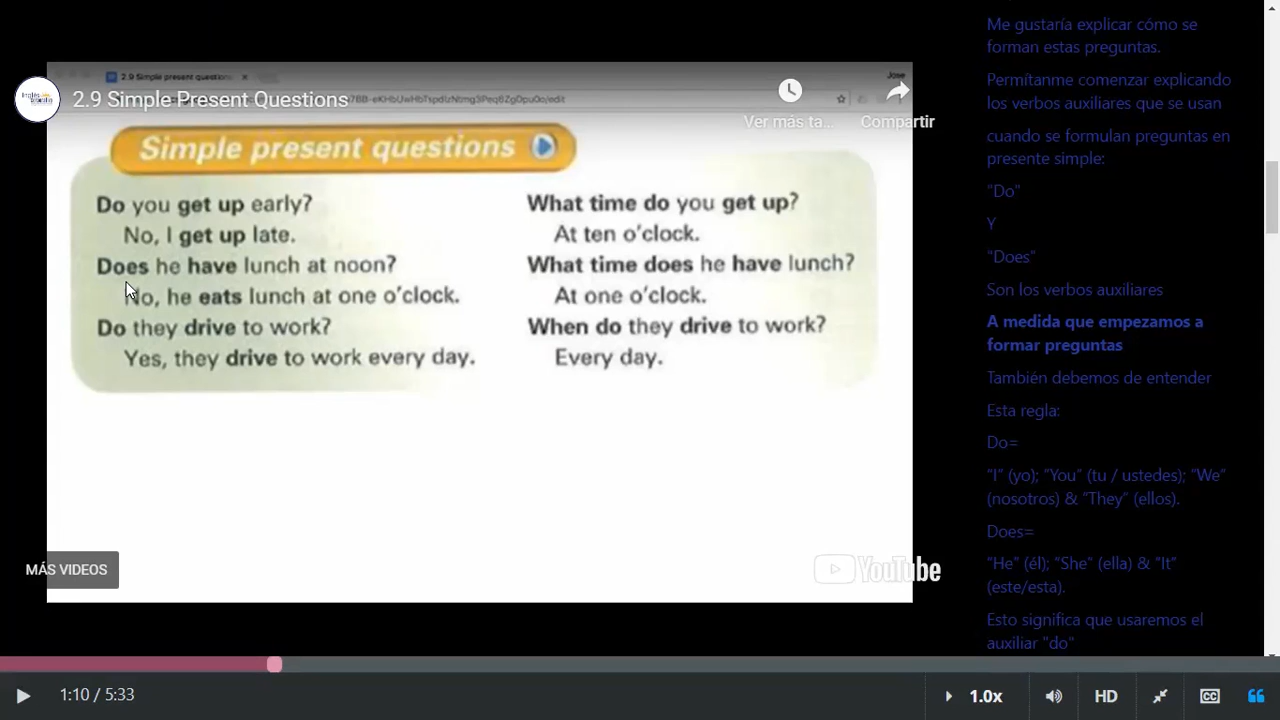 2.9 Simple present question
Jose
2.9 Simple Present Questions
Ver más ta...
Compartir
Simple present questions
Do you get up early?
No, I get up late.
Does he have lunch at noon?
No, he eats lunch at one o'clock.
Do they drive to work?
Yes, they drive to work every day.
What time do you get up?
At ten o'clock.
What time does he have lunch?
At one o'clock.
When do they drive to work?
Every day.
MÁS VIDEOS
YouTube
Me gustaría explicar cómo se
forman estas preguntas.
Permítanme comenzar explicando
los verbos auxiliares que se usan
cuando se formulan preguntas en
presente simple:
"Do"
Y
"Does"
Son los verbos auxiliares
A medida que empezamos a
formar preguntas
También debemos de entender
Esta regla:
Do=
"I" (yo); "You" (tu / ustedes); "We"
(nosotros) & "They" (ellos).
Does=
"He" (él); "She" (ella) & "It"
(este/esta).
Esto significa que usaremos el
auxiliar "do"
1:10 / 5:33
1.0x
HD
CC